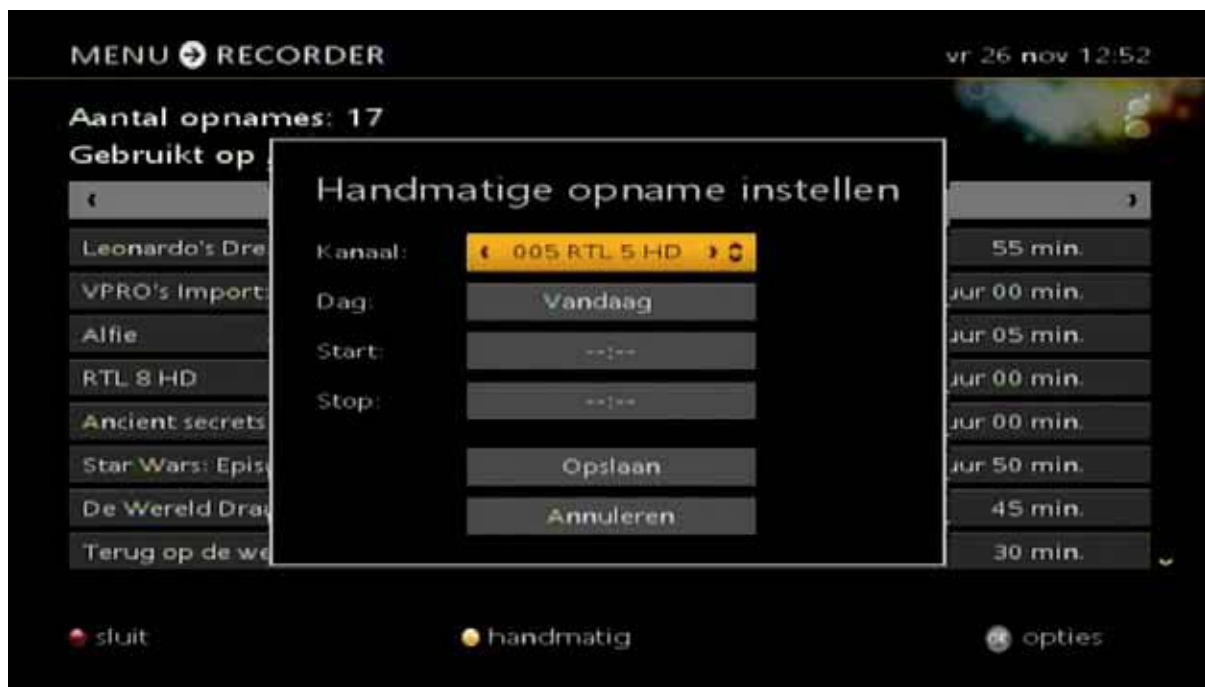 MENU RECORDER
vr 26 nov 12:52
Aantal opnames: 17
Gebruikt op
Handmatige opname instellen
Leonardo's Dre
Kanaal: 005 RTL 5 HD
55 min.
VPRO's Import:
Dag: Vandaag
uur 00 min.
Alfie
Start: --:--
uur 05 min.
RTL 8 HD
Stop: --:--
uur 00 min.
Ancient secrets
uur 00 min.
Star Wars: Epis
Opslaan
uur 50 min.
De Wereld Draa
Annuleren
45 min.
Terug op de we
30 min.
sluit
handmatig
OK opties